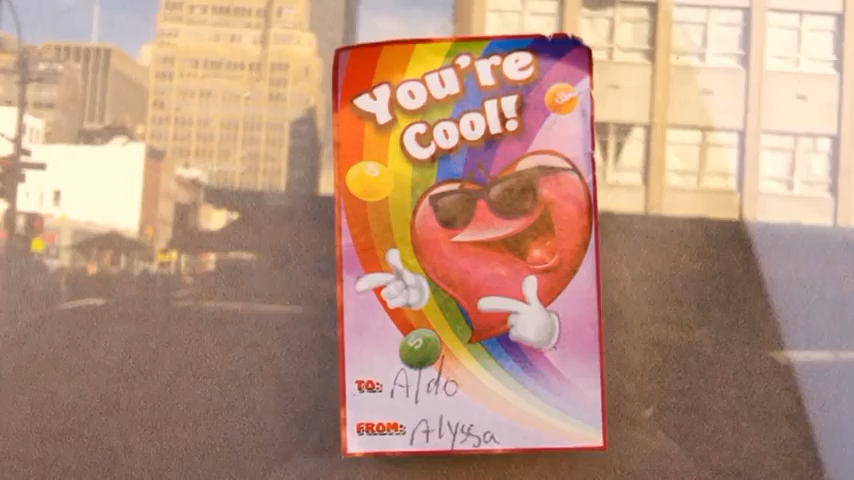 You're
Cool!
S
S
S
TO: Aldo
FROM: Alyssa